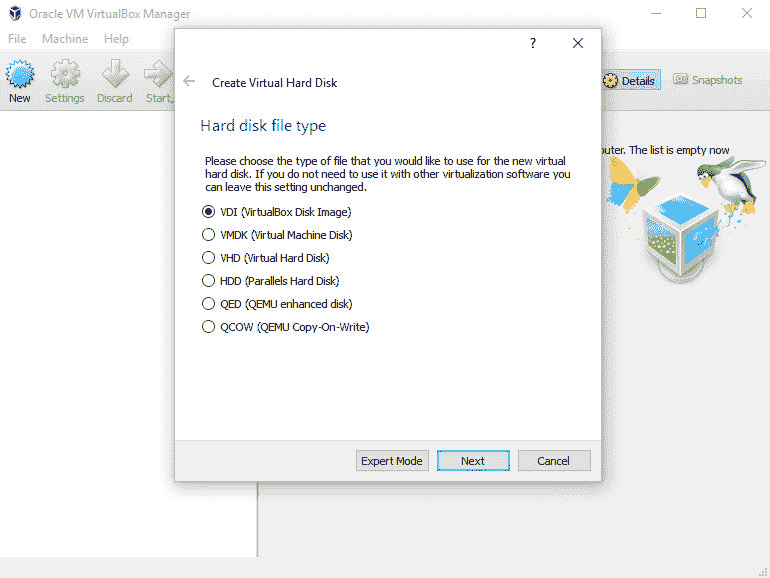 Oracle VM VirtualBox Manager
File Machine Help
New Settings Discard Start
Details Snapshots
? 
Create Virtual Hard Disk
Hard disk file type
Please choose the type of file that you would like to use for the new virtual
hard disk. If you do not need to use it with other virtualization software you
can leave this setting unchanged.
VDI (VirtualBox Disk Image)
VMDK (Virtual Machine Disk)
VHD (Virtual Hard Disk)
HDD (Parallels Hard Disk)
QED (QEMU enhanced disk)
QCOW (QEMU Copy-On-Write)
Expert Mode Next Cancel
outer. The list is empty now